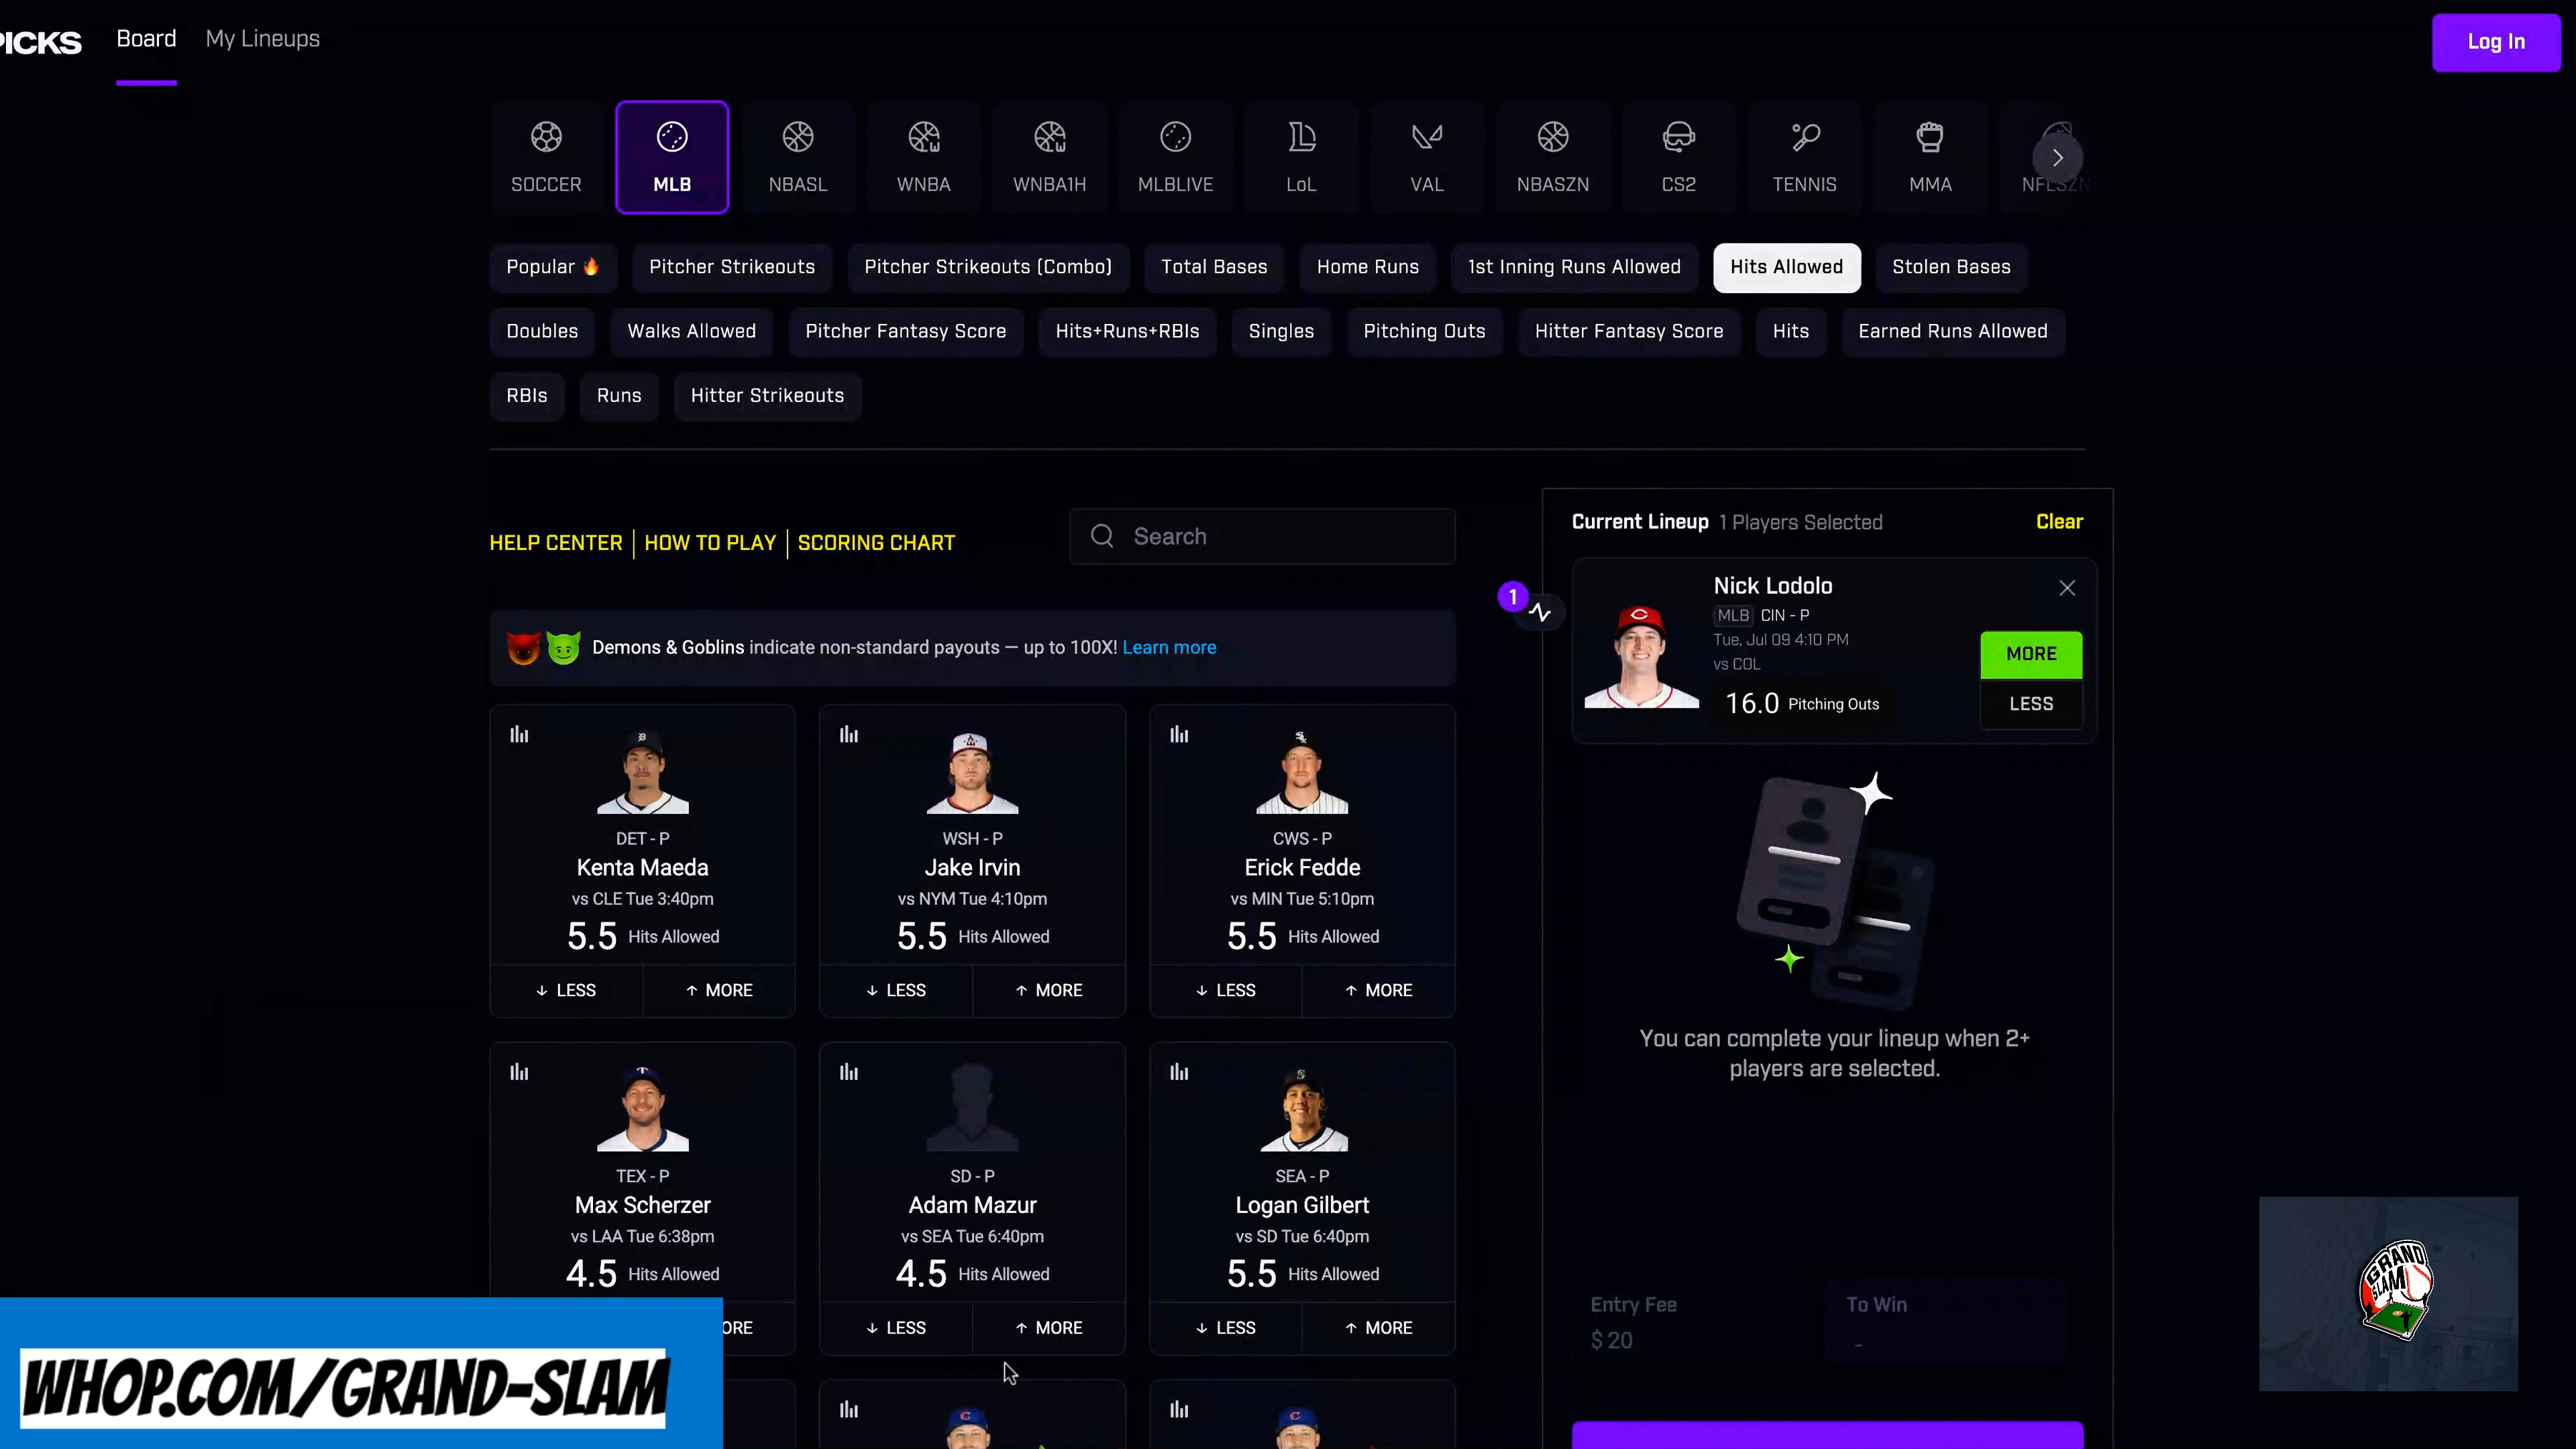 PICKS
Board
My Lineups
Log In
SOCCER
MLB
NBASL
WNBA
WNBA1H
MLBLIVE
LoL
VAL
NBASZN
CS2
TENNIS
MMA
NFLSZN
Popular
Pitcher Strikeouts
Pitcher Strikeouts (Combo)
Total Bases
Home Runs
1st Inning Runs Allowed
Hits Allowed
Stolen Bases
Doubles
Walks Allowed
Pitcher Fantasy Score
Hits+Runs+RBIs
Singles
Pitching Outs
Hitter Fantasy Score
Hits
Earned Runs Allowed
RBIs
Runs
Hitter Strikeouts
HELP CENTER
HOW TO PLAY
SCORING CHART
Search
Demons & Goblins indicate non-standard payouts — up to 100X! Learn more
DET - P
Kenta Maeda
vs CLE Tue 3:40pm
5.5 Hits Allowed
LESS
MORE
WSH - P
Jake Irvin
vs NYM Tue 4:10pm
5.5 Hits Allowed
LESS
MORE
CWS - P
Erick Fedde
vs MIN Tue 5:10pm
5.5 Hits Allowed
LESS
MORE
TEX - P
Max Scherzer
vs LAA Tue 6:38pm
4.5 Hits Allowed
ORE
SD - P
Adam Mazur
vs SEA Tue 6:40pm
4.5 Hits Allowed
LESS
MORE
SEA - P
Logan Gilbert
vs SD Tue 6:40pm
5.5 Hits Allowed
LESS
MORE
Current Lineup 1 Players Selected
Clear
1
Nick Lodolo
MLB CIN - P
Tue, Jul 09 4:10 PM
vs COL
16.0 Pitching Outs
MORE
LESS
You can complete your lineup when 2+
players are selected.
Entry Fee
$ 20
To Win
-
WHOP.COM/GRAND-SLAM
GRAND
SLAM